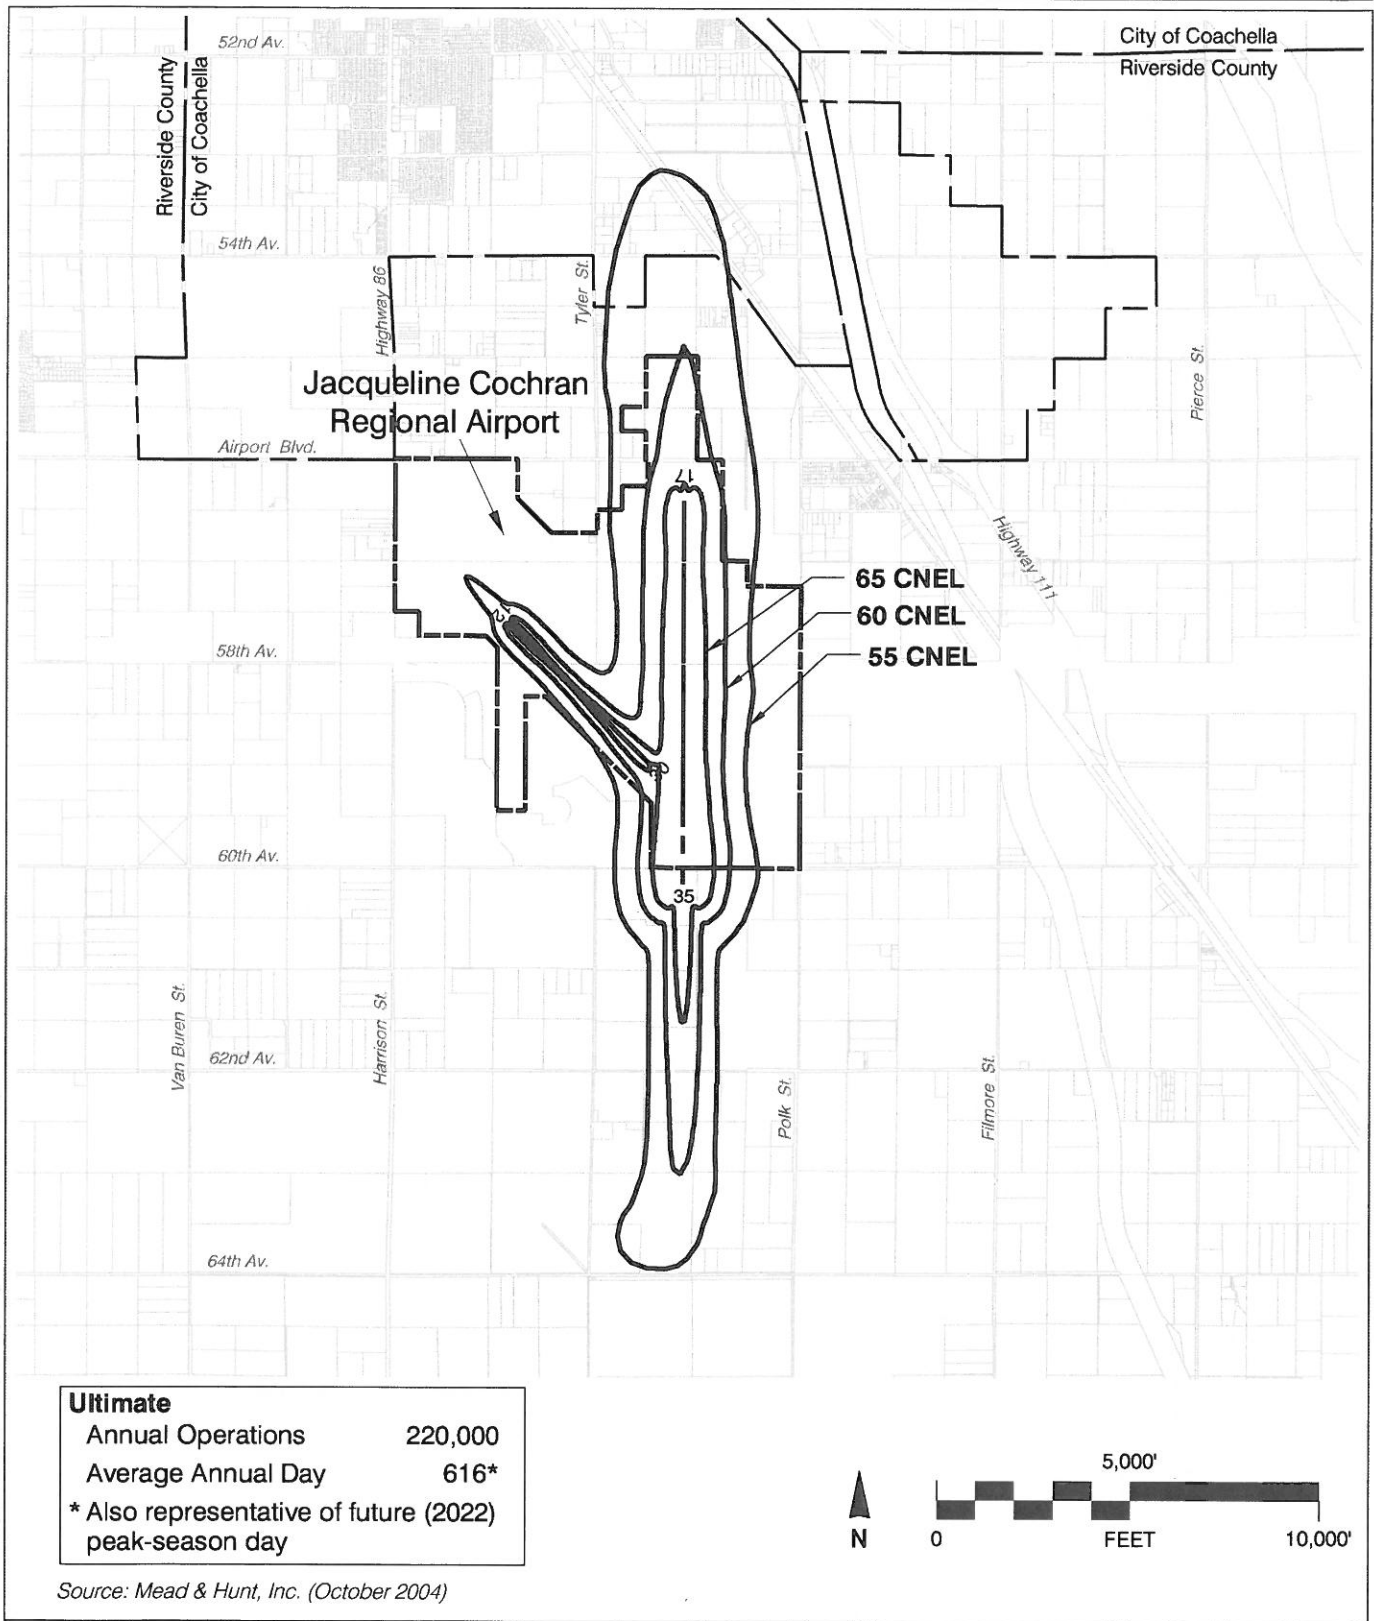 52nd Av.
City of Coachella
Riverside County
Riverside County
City of Coachella
54th Av.
Highway 86
Tyler St.
Pierce St.
Jacqueline Cochran
Regional Airport
Airport Blvd.
17
Highway 111
65 CNEL
60 CNEL
55 CNEL
12
58th Av.
60th Av.
35
Van Buren St.
Harrison St.
62nd Av.
Polk St.
Filmore St.
64th Av.
Ultimate
Annual Operations 220,000
Average Annual Day 616*
* Also representative of future (2022)
peak-season day
5,000'
N
0 FEET 10,000'
Source: Mead & Hunt, Inc. (October 2004)